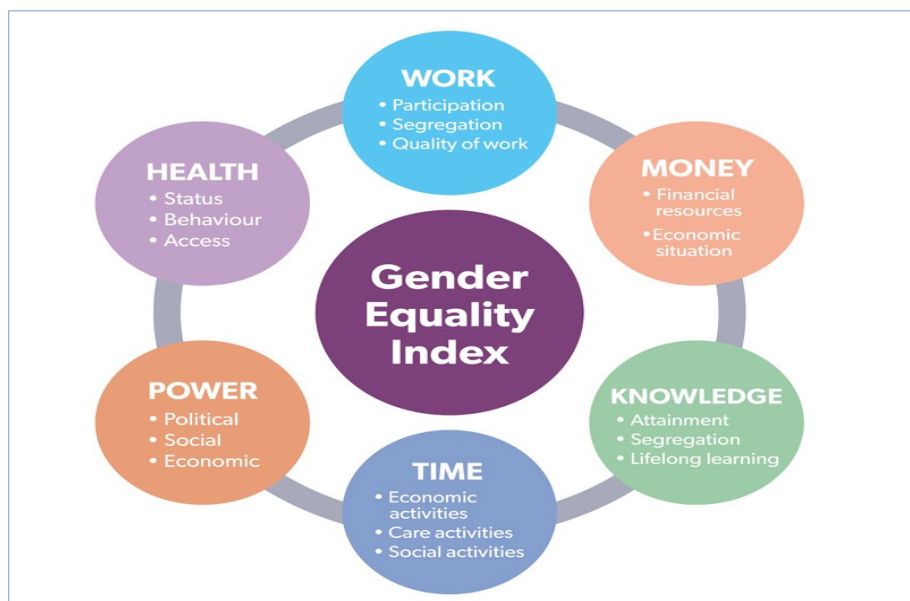 WORK
• Participation
• Segregation
• Quality of work
MONEY
• Financial
resources
•Economic
situation
KNOWLEDGE
• Attainment
• Segregation
• Lifelong learning
TIME
• Economic
activities
• Care activities
• Social activities
POWER
• Political
• Social
• Economic
HEALTH
• Status
• Behaviour
• Access
Gender
Equality
Index